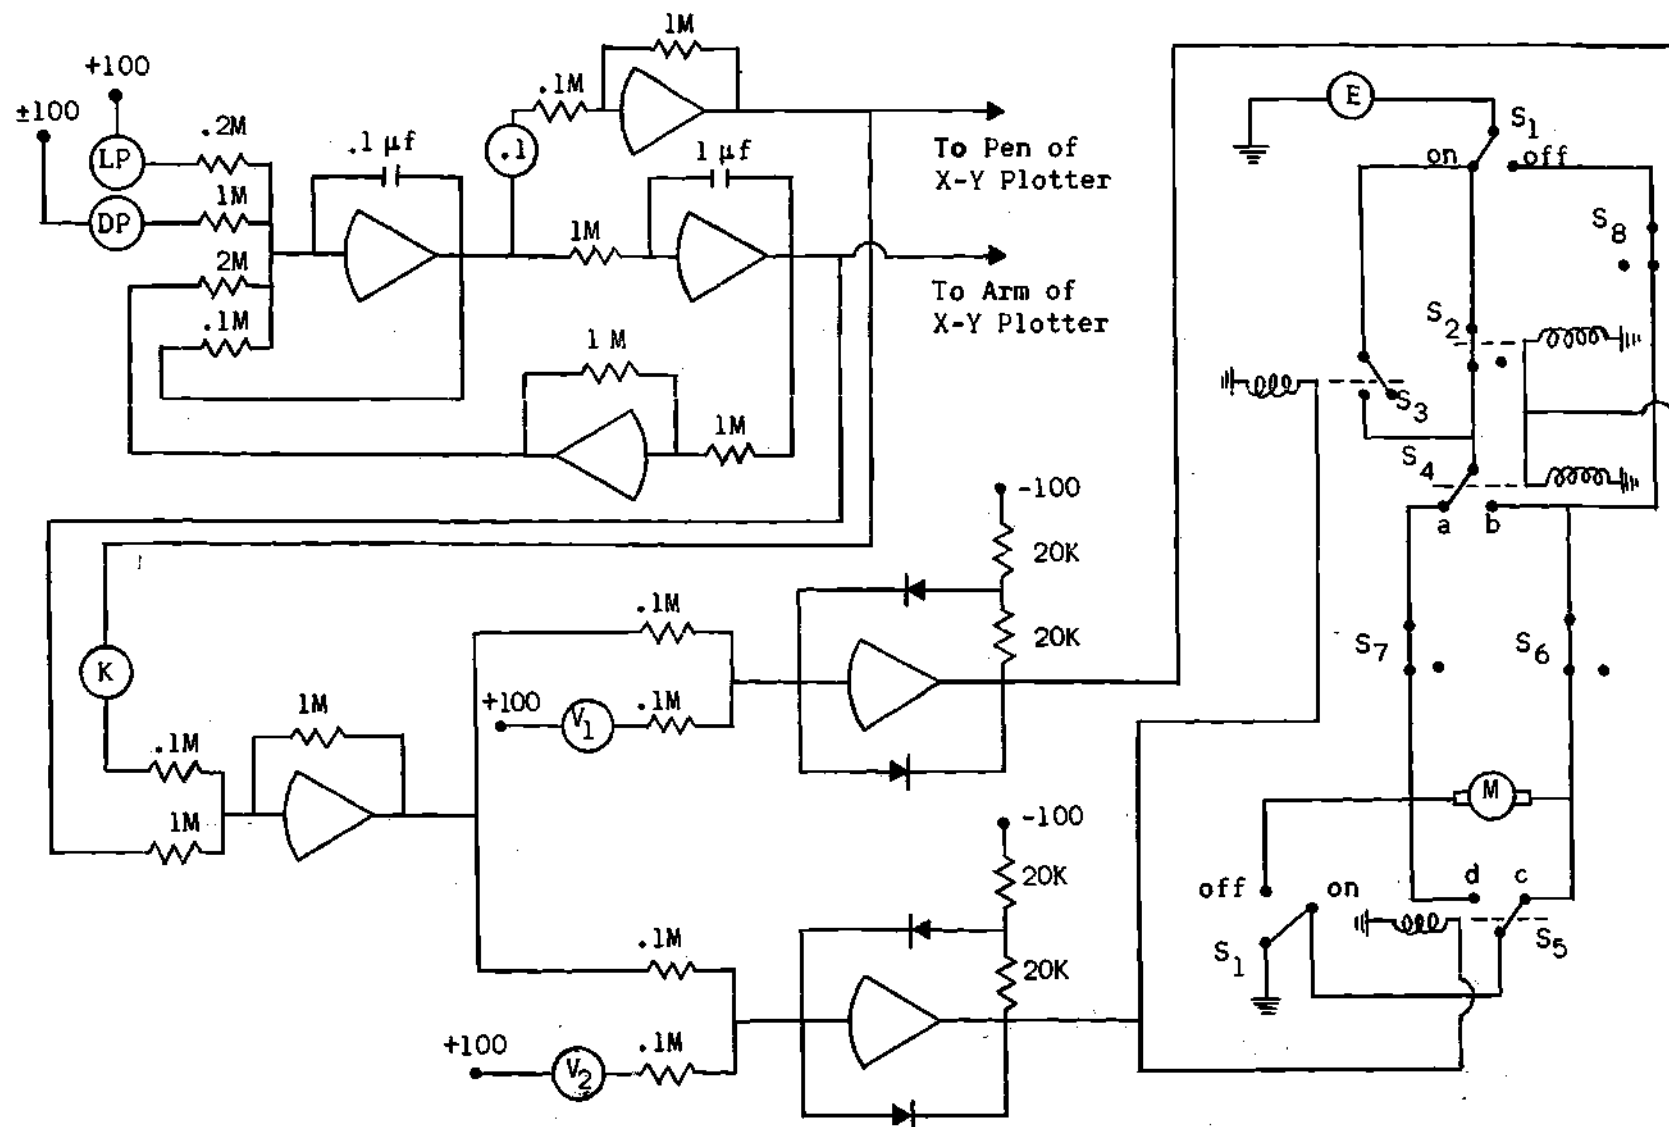 1M
+100
.1M
±100
.2M
LP
.1 µf
.1
1 µf
To Pen of
X-Y Plotter
E
S1
on
off
1M
DP
1M
S8
2M
To Arm of
X-Y Plotter
.1M
S2
1 M
S3
1M
S4
-100
a
b
20K
.1M
20K
S7
S6
K
+100
V1
.1M
1M
.1M
M
1M
-100
20K
d
c
off
on
.1M
20K
S1
S5
+100
.1M
V2